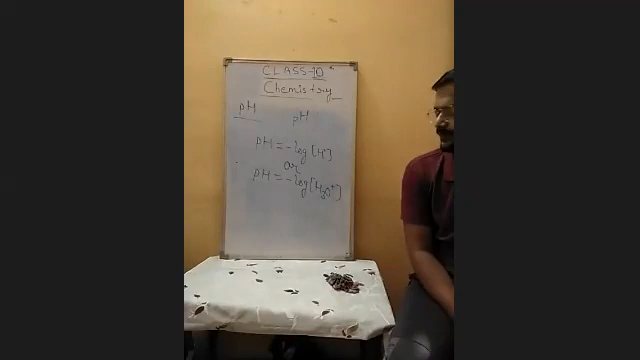 CLASS-10
Chemistry
pH
pH
pH = -log [H+]
or
pH = -log [H3O+]